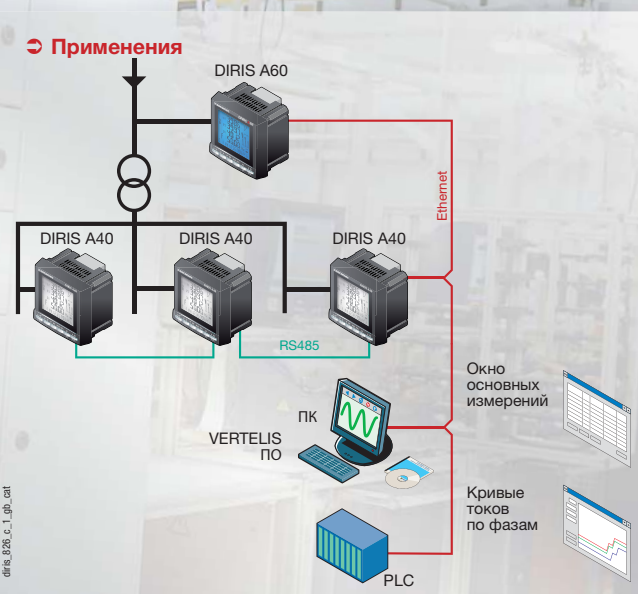 Применения
DIRIS A60
Ethernet
DIRIS A40
DIRIS A40
DIRIS A40
RS485
Окно
основных
измерений
ПК
VERTELIS
ПО
Кривые
токов
по фазам
PLC
diris_826_c_1_gb_cat